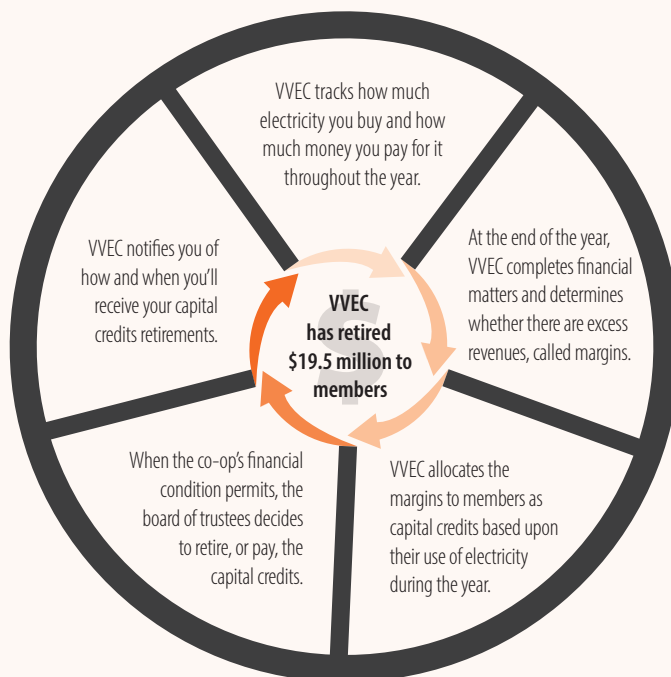 VVEC tracks how much
electricity you buy and how
much money you pay for it
throughout the year.
At the end of the year,
VVEC completes financial
matters and determines
whether there are excess
revenues, called margins.
VVEC allocates the
margins to members as
capital credits based upon
their use of electricity
during the year.
When the co-op’s financial
condition permits, the
board of trustees decides
to retire, or pay, the
capital credits.
VVEC notifies you of
how and when you’ll
receive your capital
credits retirements.
$
VVEC
has retired
$19.5 million to
members